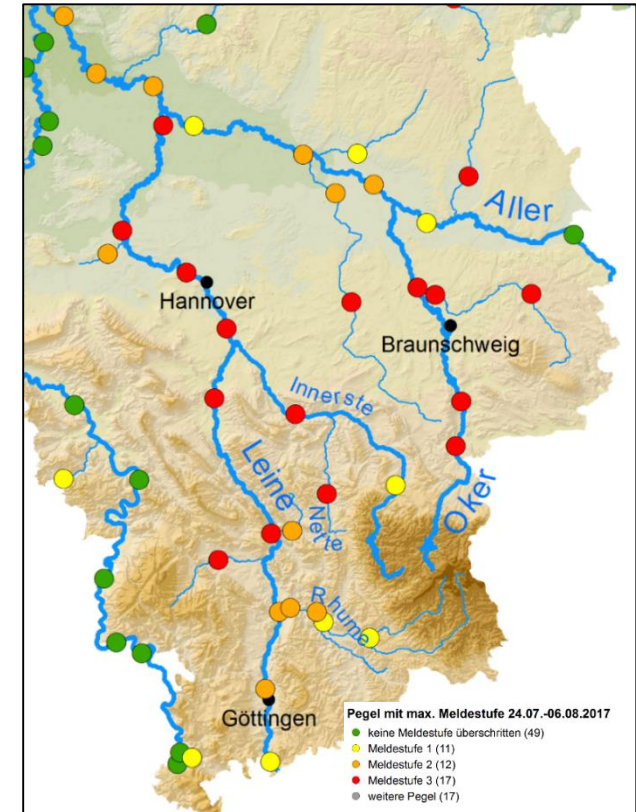 Aller
Hannover
Braunschweig
Innerste
Leine
Oker
Nette
Rhume
Göttingen
Pegel mit max. Meldestufe 24.07.-06.08.2017
keine Meldestufe überschritten (49)
Meldestufe 1 (11)
Meldestufe 2 (12)
Meldestufe 3 (17)
weitere Pegel (17)